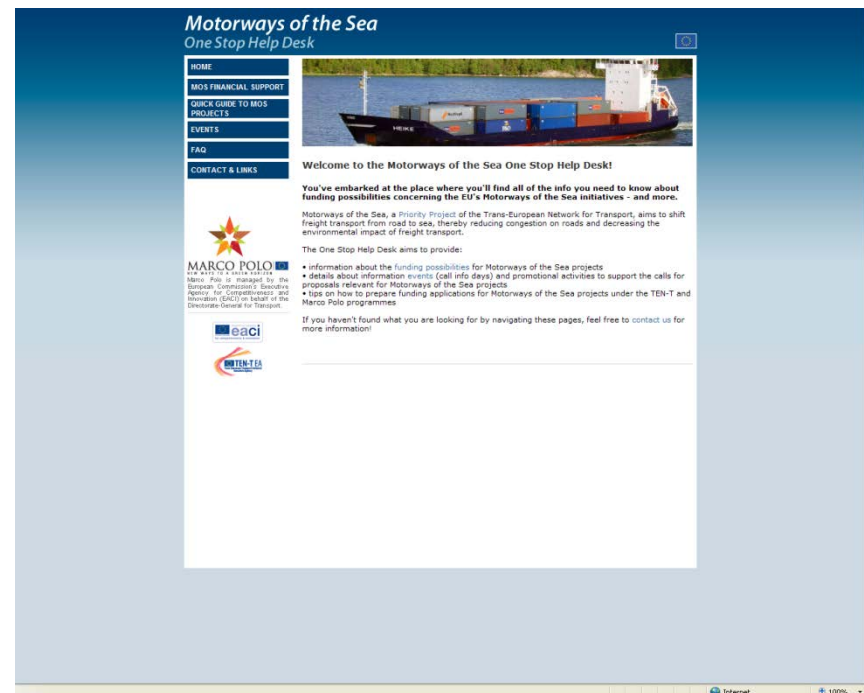 Motorways of the Sea
One Stop Help Desk
HOME
MOS FINANCIAL SUPPORT
QUICK GUIDE TO MOS
PROJECTS
EVENTS
FAQ
CONTACT & LINKS
HEIKE
Welcome to the Motorways of the Sea One Stop Help Desk!
You've embarked at the place where you'll find all of the info you need to know about
funding possibilities concerning the EU's Motorways of the Sea initiatives - and more.
Motorways of the Sea, a Priority Project of the Trans-European Network for Transport, aims to shift
freight transport from road to sea, thereby reducing congestion on roads and decreasing the
environmental impact of freight transport.
The One Stop Help Desk aims to provide:
• information about the funding possibilities for Motorways of the Sea projects
• details about information events (call info days) and promotional activities to support the calls for
proposals relevant for Motorways of the Sea projects
• tips on how to prepare funding applications for Motorways of the Sea projects under the TEN-T and
Marco Polo programmes
If you haven't found what you are looking for by navigating these pages, feel free to contact us for
more information!
MARCO POLO
NEW WAYS TO A GREEN HORIZON
Marco Polo is managed by the
European Commission's Executive
Agency for Competitiveness and
Innovation (EACI) on behalf of the
Directorate-General for Transport.
eaci
TEN-T EA
Internet
100%